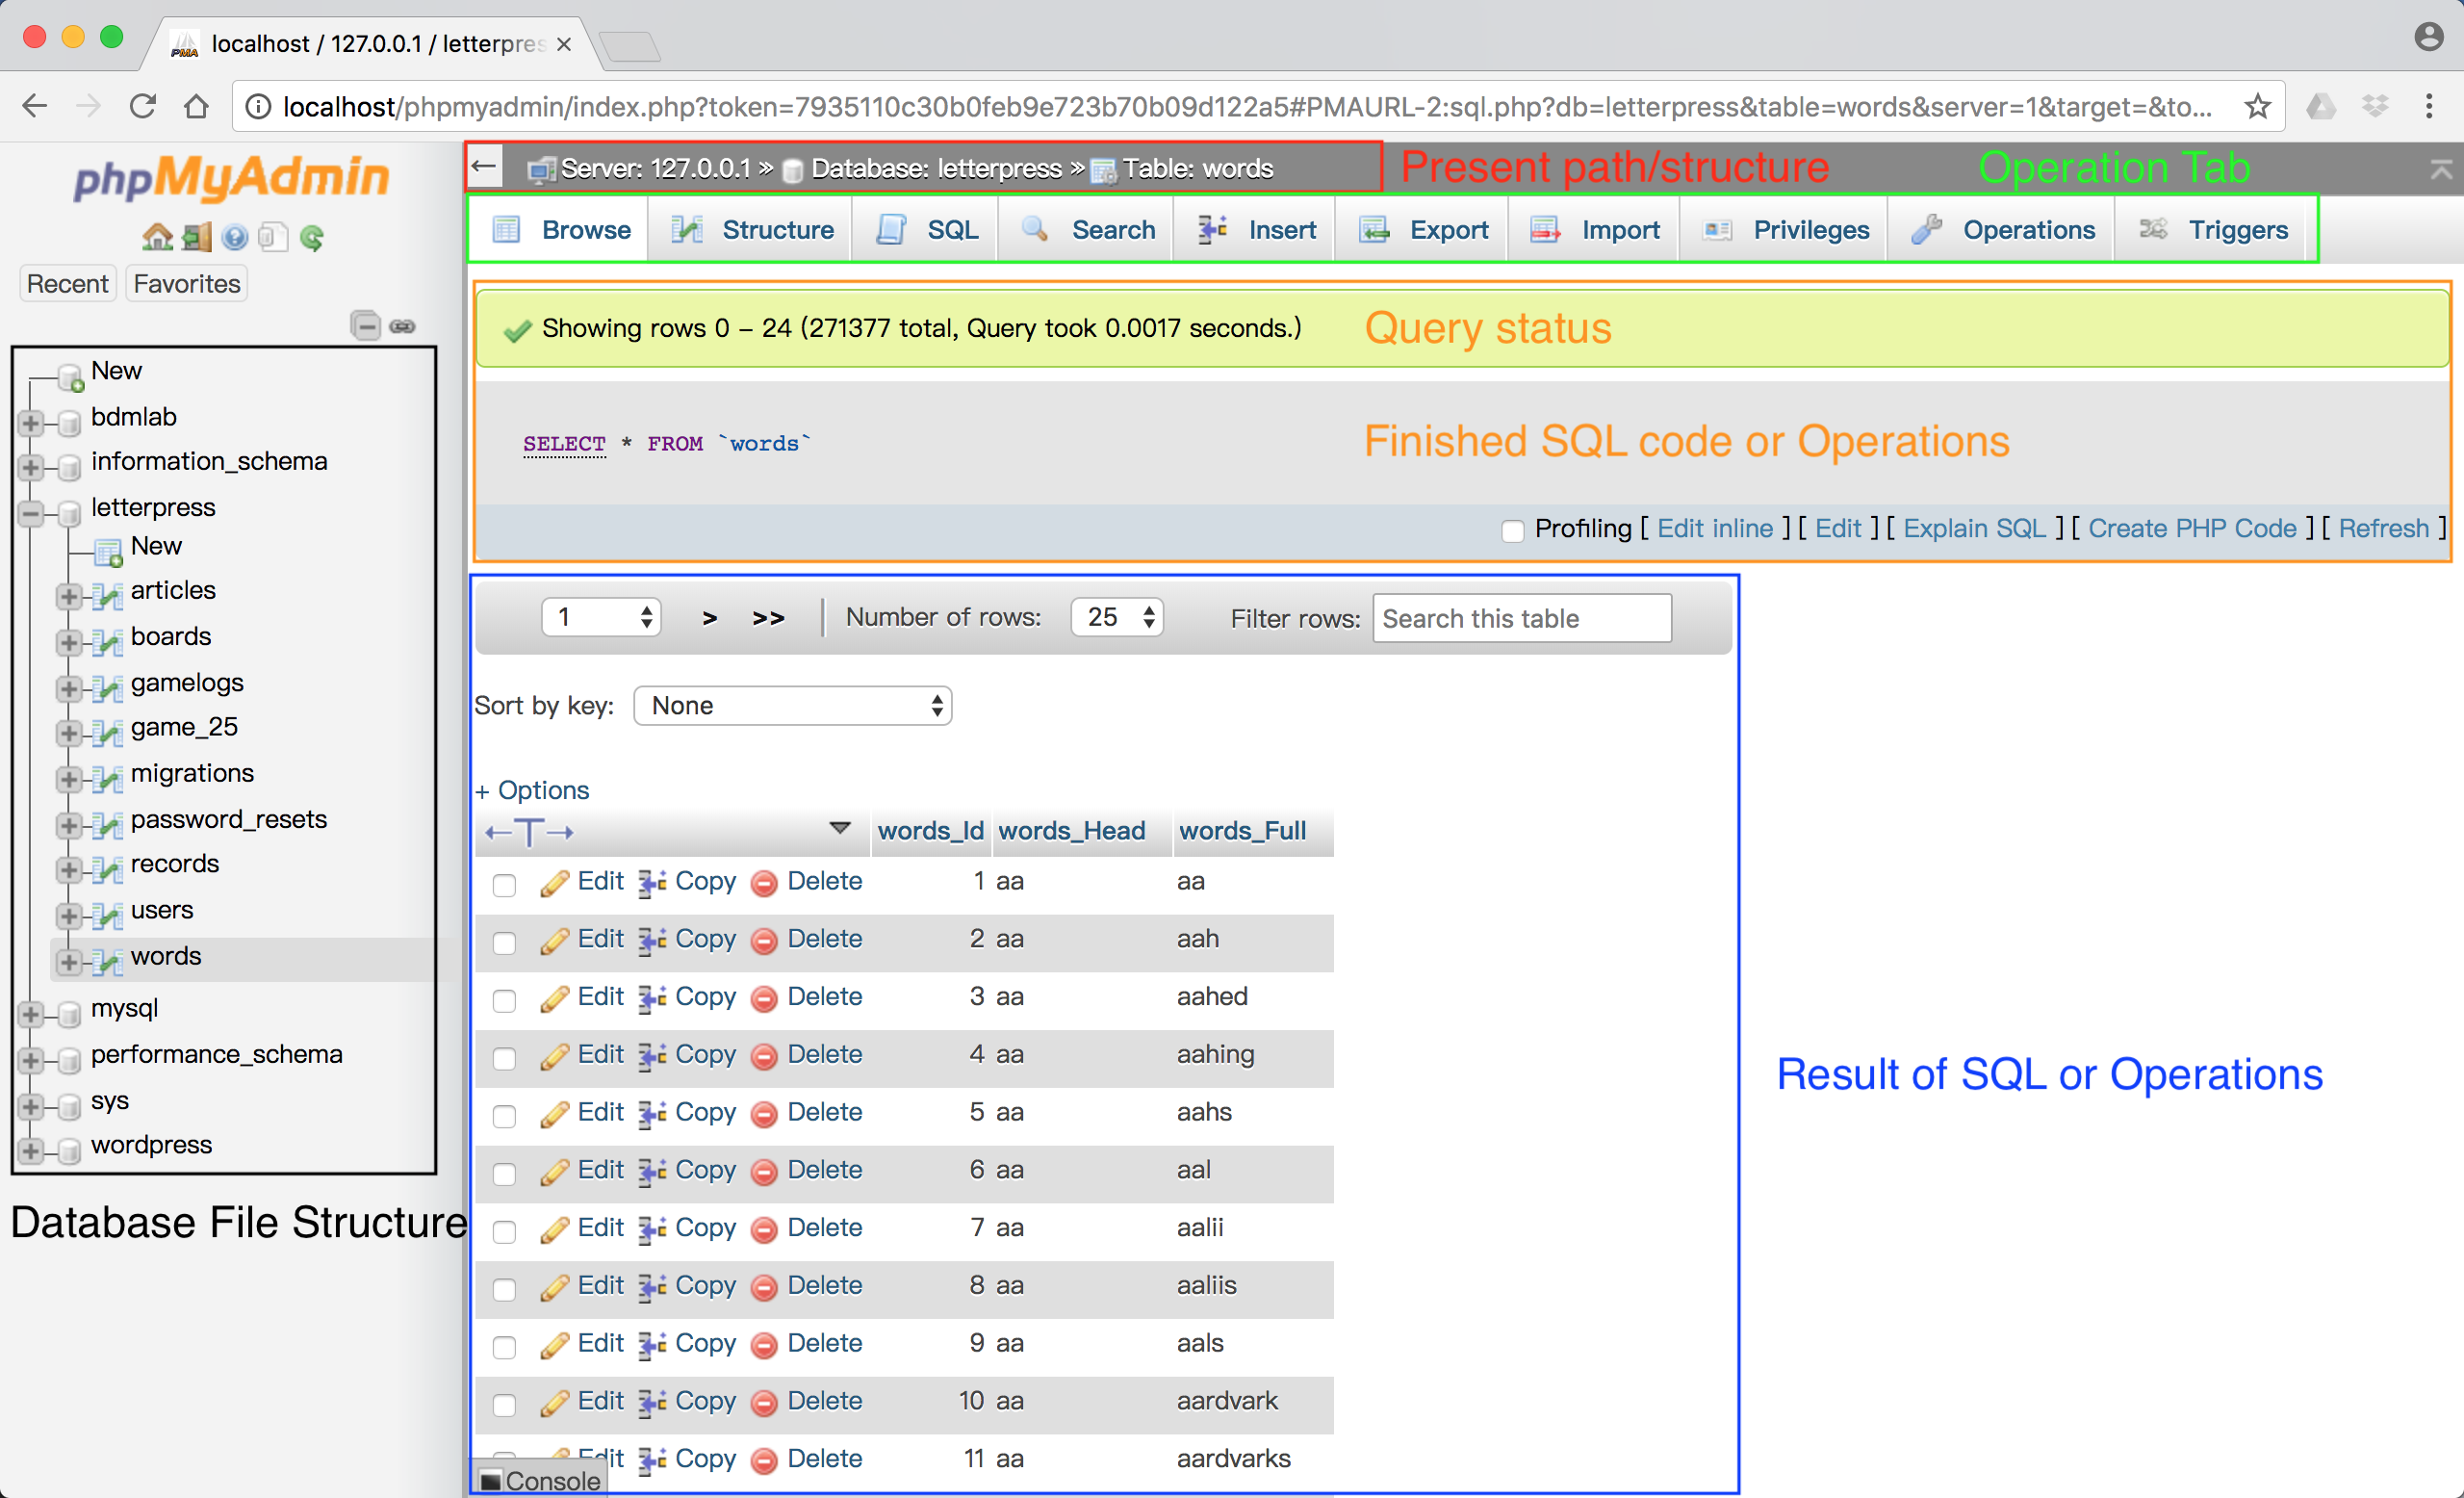 localhost / 127.0.0.1 / letterpres
localhost/phpmyadmin/index.php?token=7935110c30b0feb9e723b70b09d122a5#PMAURL-2:sql.php?db=letterpress&table=words&server=1&target=&to...
phpMyAdmin
Recent Favorites
New
bdmlab
information_schema
letterpress
New
articles
boards
gamelogs
game_25
migrations
password_resets
records
users
words
mysql
performance_schema
sys
wordpress
Database File Structure
← Server: 127.0.0.1 » Database: letterpress » Table: words
Present path/structure
Operation Tab
Browse Structure SQL Search Insert Export Import Privileges Operations Triggers
Showing rows 0 – 24 (271377 total, Query took 0.0017 seconds.)
Query status
SELECT * FROM `words`
Finished SQL code or Operations
Profiling [ Edit inline ] [ Edit ] [ Explain SQL ] [ Create PHP Code ] [ Refresh ]
1 > >> Number of rows: 25 Filter rows: Search this table
Sort by key: None
+ Options
←T→ words_Id words_Head words_Full
Edit Copy Delete 1 aa aa
Edit Copy Delete 2 aa aah
Edit Copy Delete 3 aa aahed
Edit Copy Delete 4 aa aahing
Edit Copy Delete 5 aa aahs
Edit Copy Delete 6 aa aal
Edit Copy Delete 7 aa aalii
Edit Copy Delete 8 aa aaliis
Edit Copy Delete 9 aa aals
Edit Copy Delete 10 aa aardvark
Edit Copy Delete 11 aa aardvarks
Console
Result of SQL or Operations